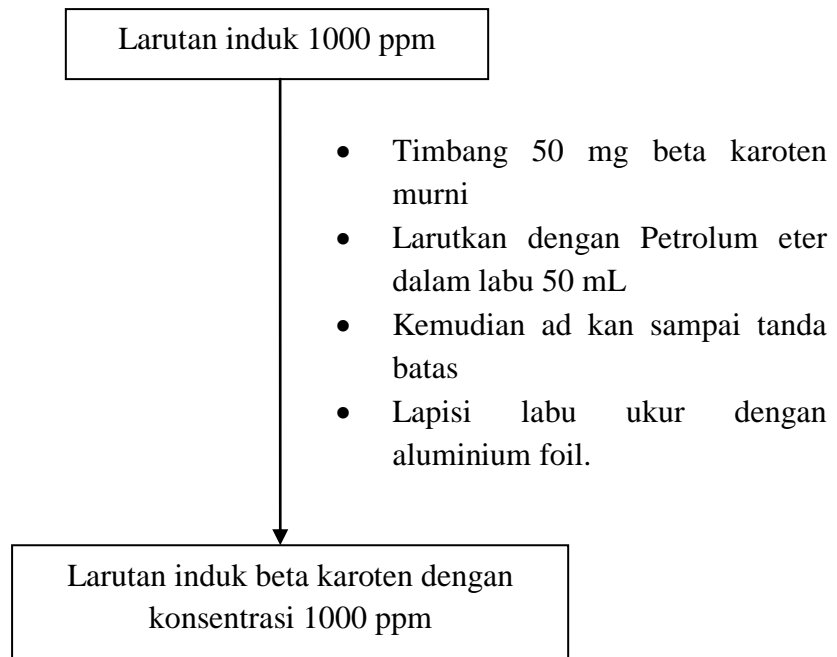 Larutan induk 1000 ppm
• Timbang 50 mg beta karoten
murni
• Larutkan dengan Petrolum eter
dalam labu 50 mL
• Kemudian ad kan sampai tanda
batas
• Lapisi labu ukur dengan
aluminium foil.
Larutan induk beta karoten dengan
konsentrasi 1000 ppm